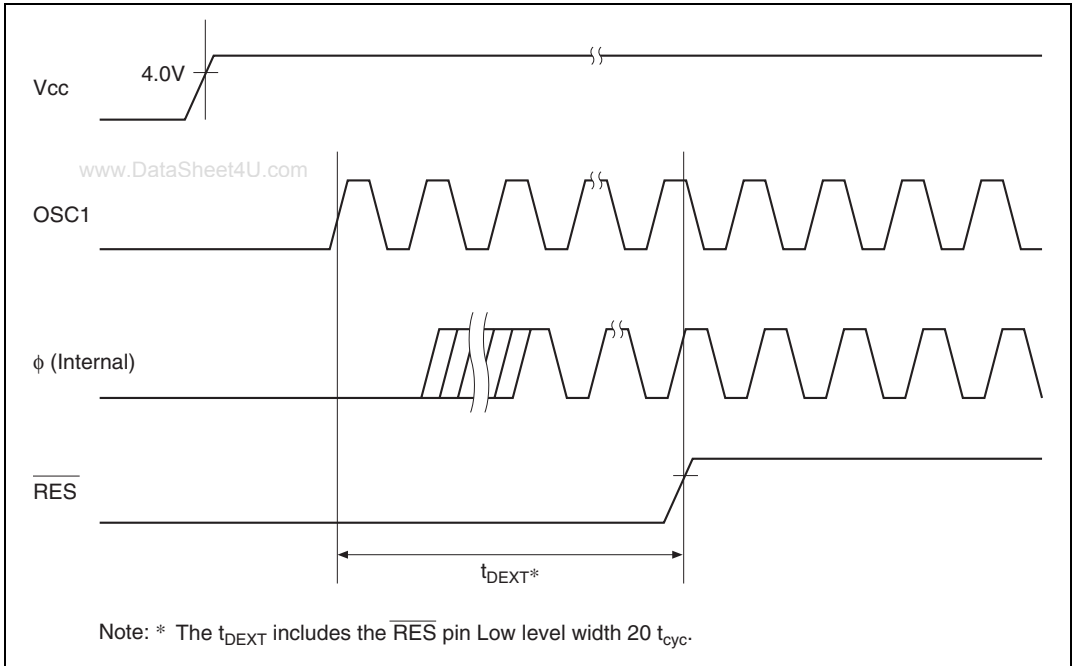 4.0V
Vcc
www.DataSheet4U.com
OSC1
φ (Internal)
RES
tDEXT*
Note: * The tDEXT includes the RES pin Low level width 20 tcyc.